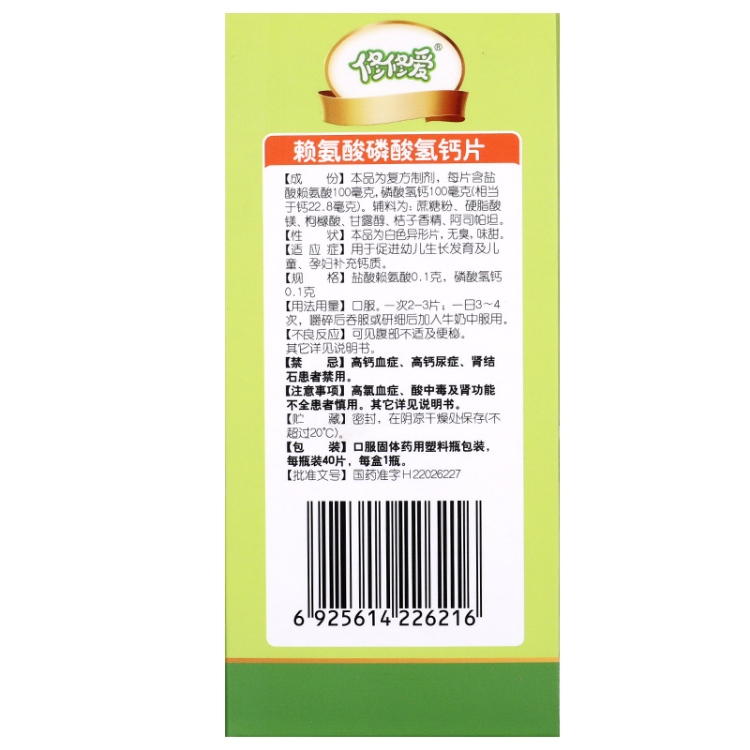 修修爱®
赖氨酸磷酸氢钙片
【成　份】本品为复方制剂，每片含盐
酸赖氨酸100毫克，磷酸氢钙100毫克(相当
于钙22.8毫克)。辅料为：蔗糖粉、硬脂酸
镁、枸橼酸、甘露醇、桔子香精、阿司帕坦。
【性　状】本品为白色异形片，无臭，味甜。
【适 应 症】用于促进幼儿生长发育及儿
童、孕妇补充钙质。
【规　格】盐酸赖氨酸0.1克，磷酸氢钙
0.1克
【用法用量】口服。一次2-3片；一日3～4
次，嚼碎后吞服或研细后加入牛奶中服用。
【不良反应】可见腹部不适及便秘。
其它详见说明书。
【禁　忌】高钙血症、高钙尿症、肾结
石患者禁用。
【注意事项】高氯血症、酸中毒及肾功能
不全患者慎用。其它详见说明书。
【贮　藏】密封，在阴凉干燥处保存(不
超过20℃)。
【包　装】口服固体药用塑料瓶包装，
每瓶装40片，每盒1瓶。
【批准文号】国药准字H22026227
6 925614 226216